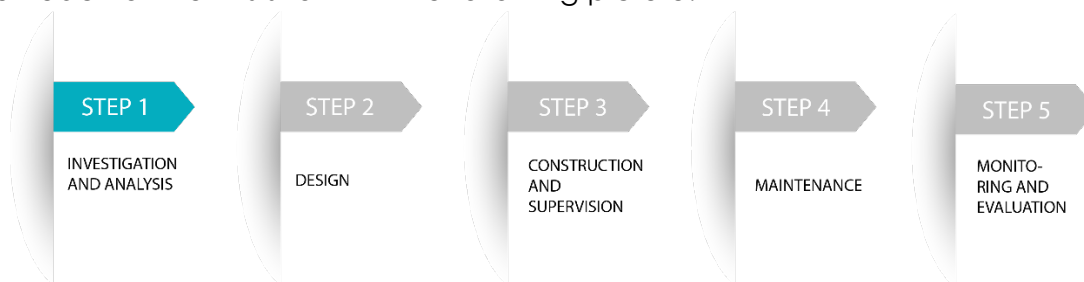 STEP 1
INVESTIGATION
AND ANALYSIS
STEP 2
DESIGN
STEP 3
CONSTRUCTION
AND
SUPERVISION
STEP 4
MAINTENANCE
STEP 5
MONITO-
RING AND
EVALUATION